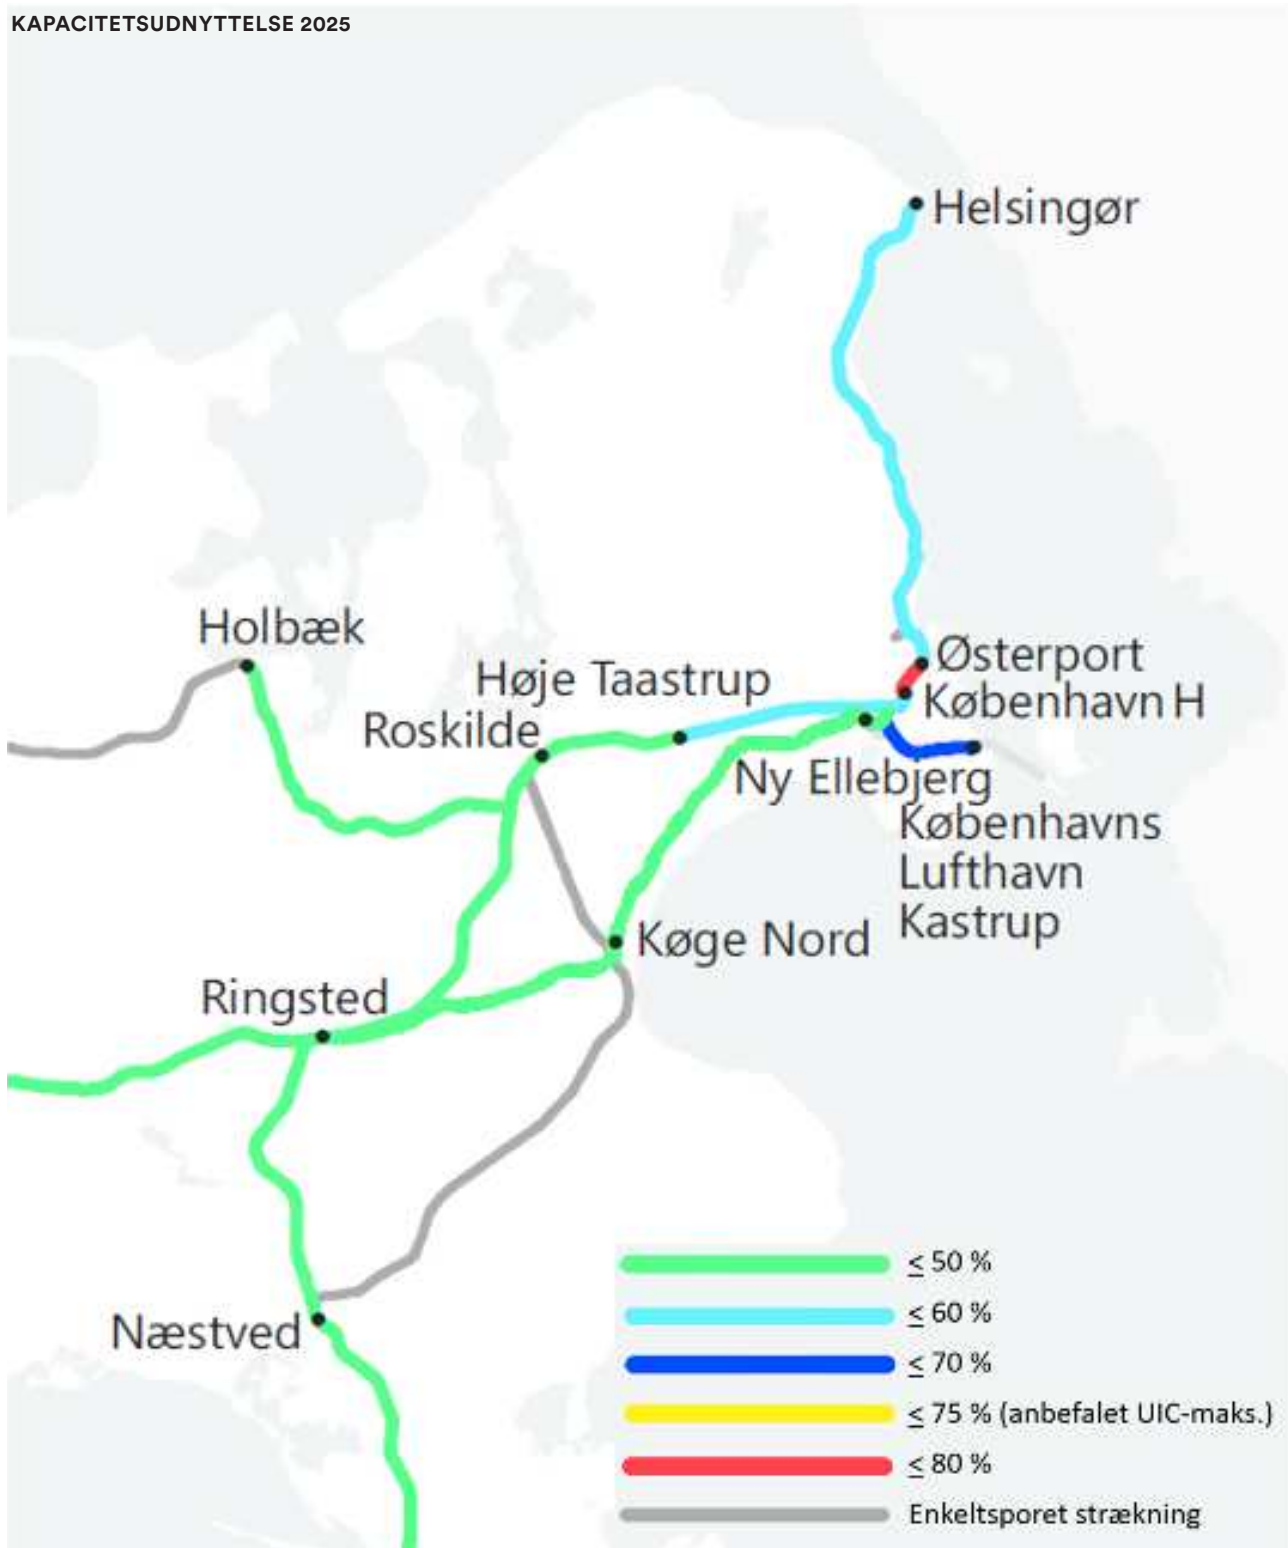 KAPACITETSUDNYTTELSE 2025
Helsingør
Holbæk
Østerport
Høje Taastrup
København H
Roskilde
Ny Ellebjerg
Københavns
Lufthavn
Kastrup
Køge Nord
Ringsted
Næstved
≤ 50 %
≤ 60 %
≤ 70 %
≤ 75 % (anbefalet UIC-maks.)
≤ 80 %
Enkeltsporet strækning